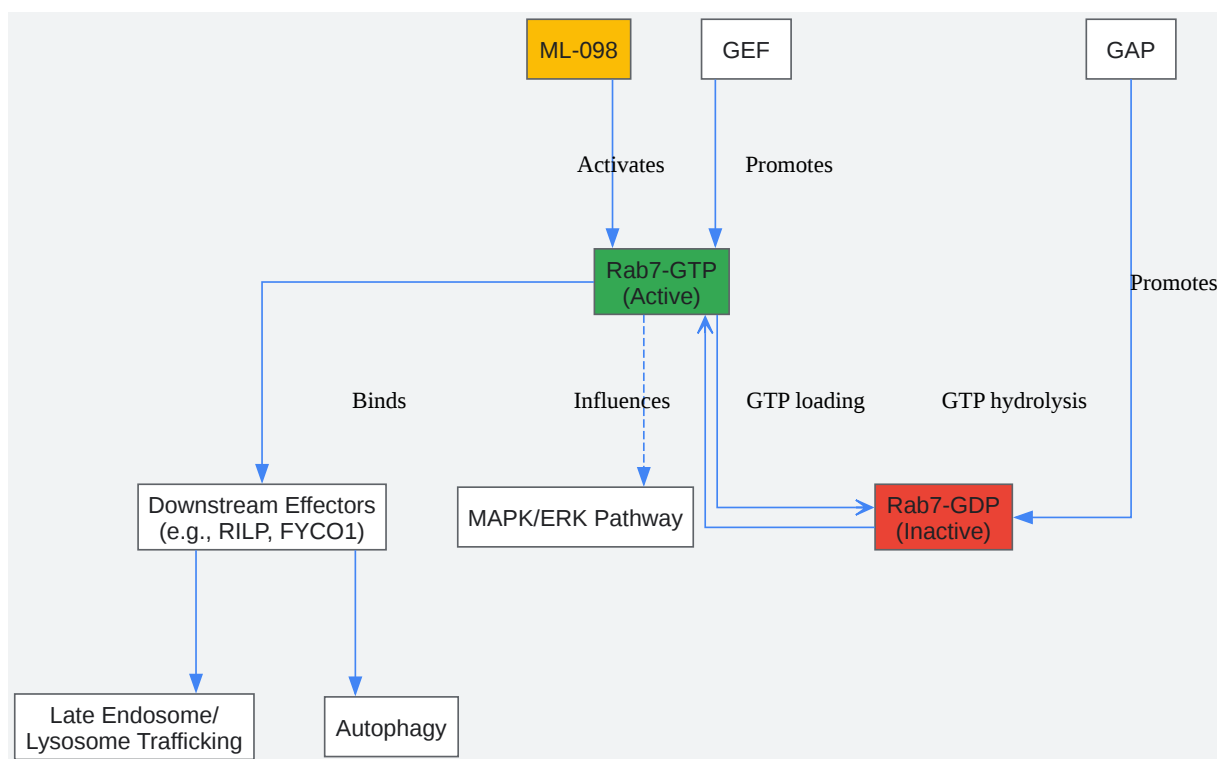 ML-098
GEF
GAP
Activates
Promotes
Rab7-GTP
(Active)
Promotes
Binds
Influences
GTP loading
GTP hydrolysis
Downstream Effectors
(e.g., RILP, FYCO1)
MAPK/ERK Pathway
Rab7-GDP
(Inactive)
Late Endosome/
Lysosome Trafficking
Autophagy